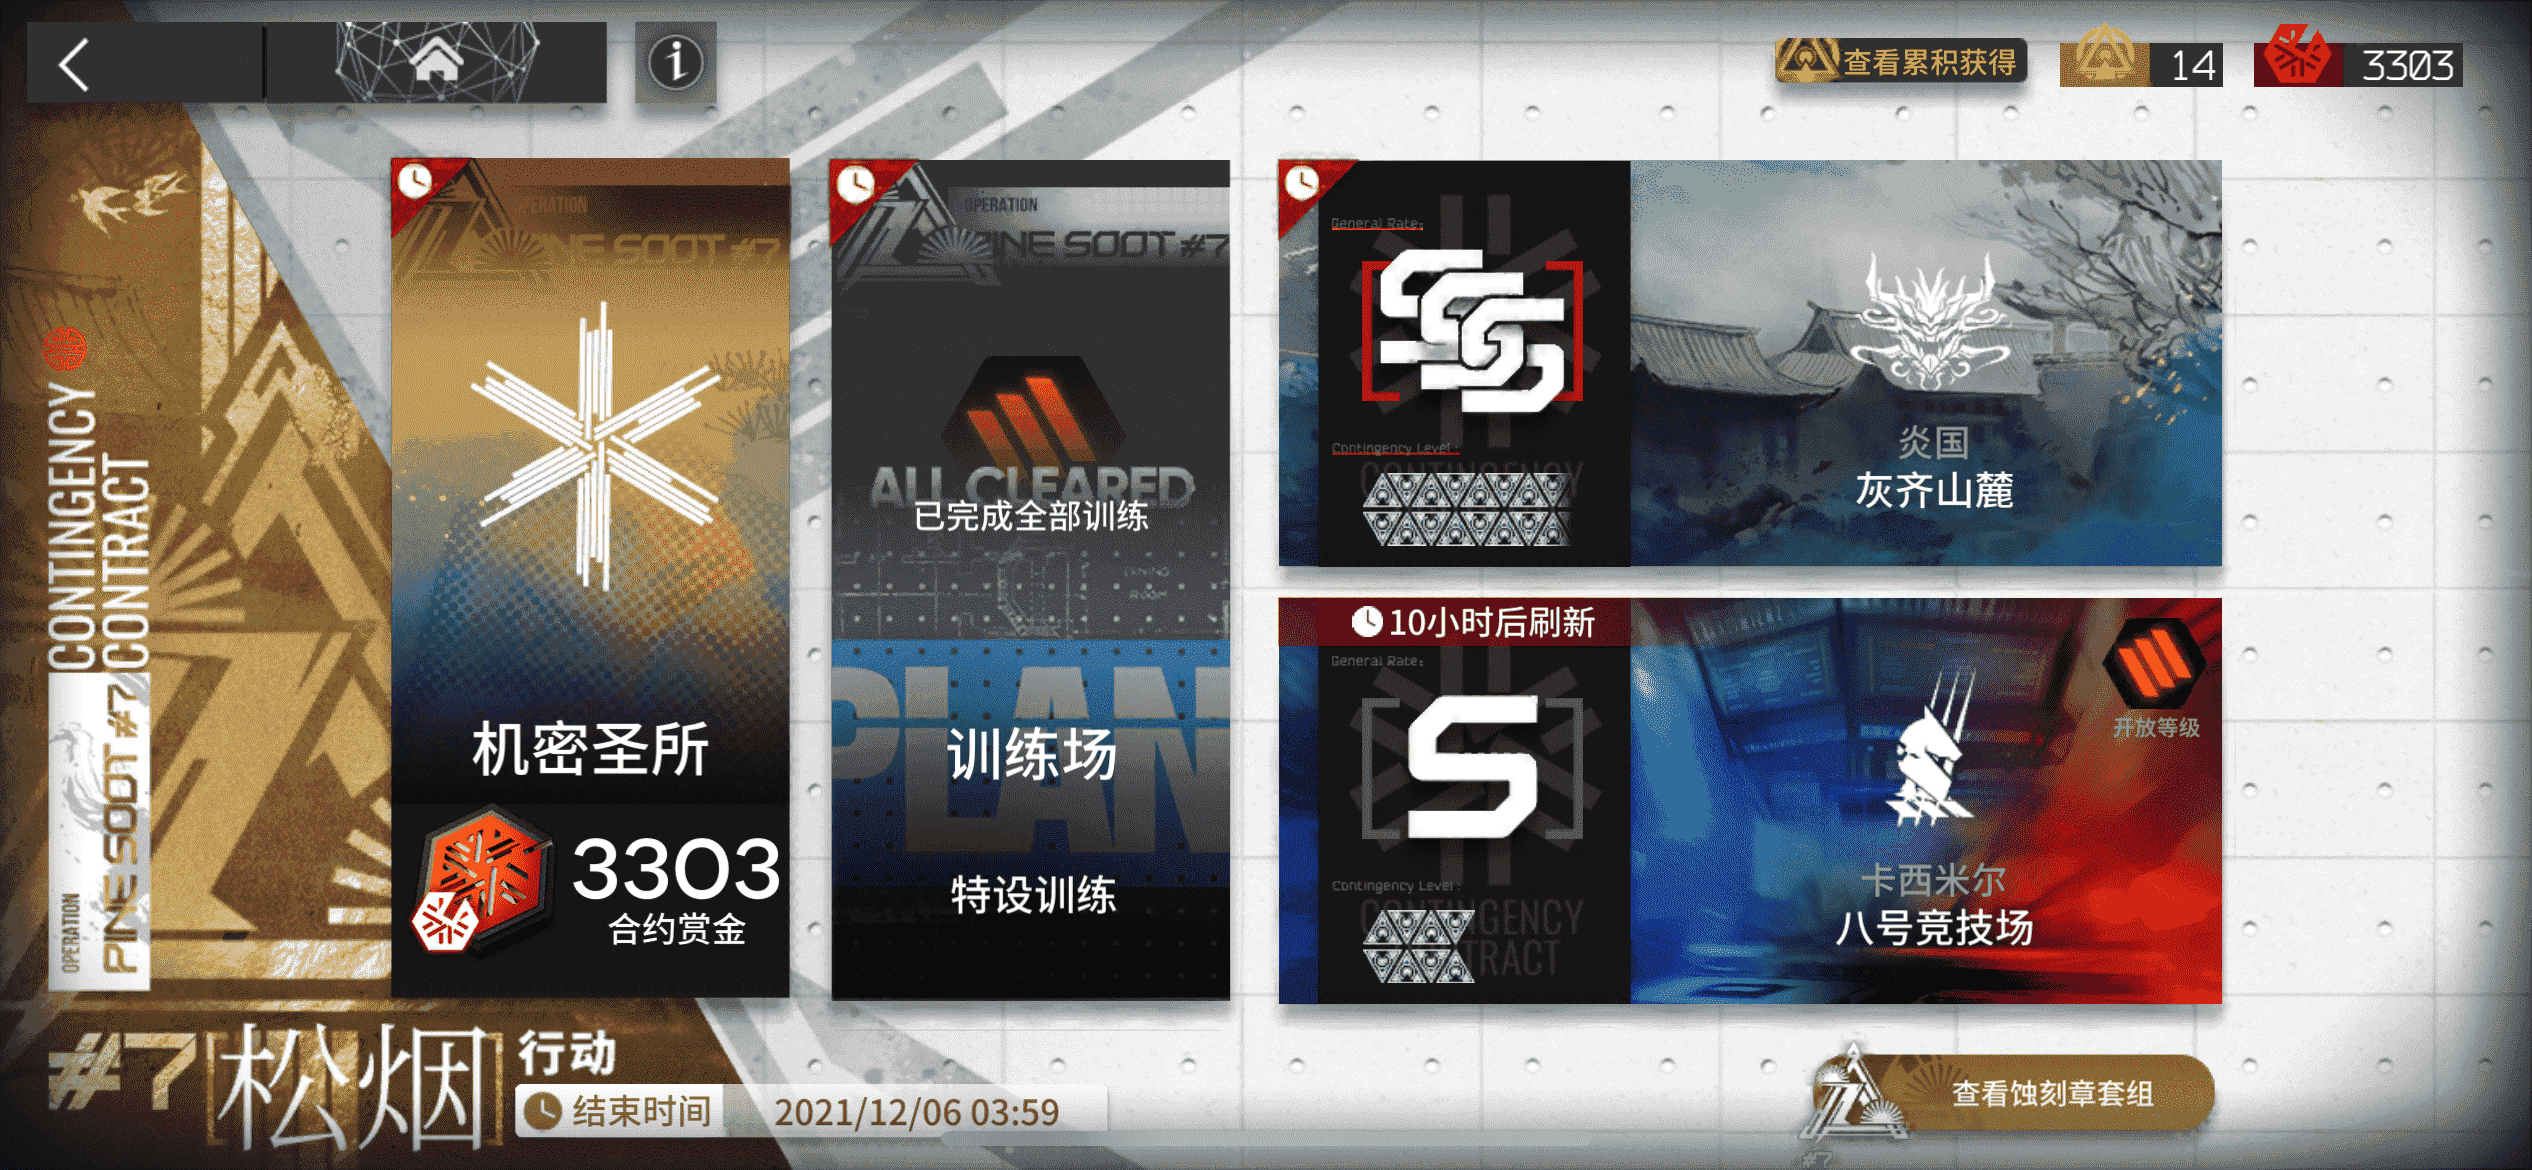 查看累积获得
14
3303
CONTINGENCY
CONTRACT
OPERATION
PINE SOOT #7
OPERATION
PINE SOOT #7
机密圣所
3303
合约赏金
OPERATION
PINE SOOT #7
ALL CLEARED
已完成全部训练
PLAN
训练场
特设训练
General Rate:
SSS
Contingency Level:
炎国
灰齐山麓
10小时后刷新
General Rate:
S
Contingency Level:
CONTINGENCY
CONTRACT
开放等级
卡西米尔
八号竞技场
#7 [松烟] 行动
结束时间 2021/12/06 03:59
查看蚀刻章套组
#7